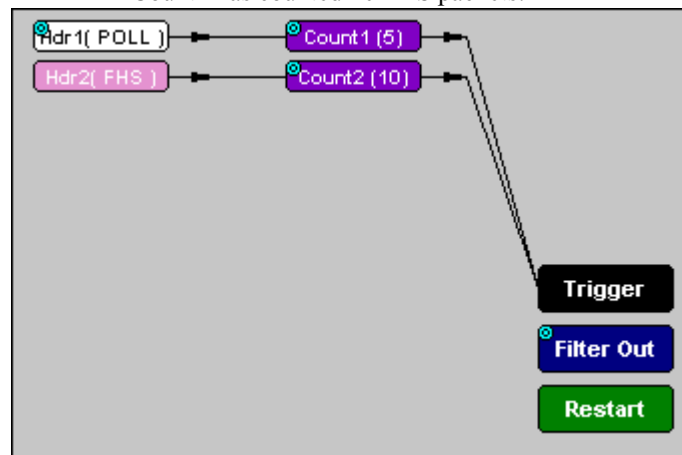 Hdr1( POLL ) Count1 (5)
Hdr2( FHS ) Count2 (10)
Trigger
Filter Out
Restart